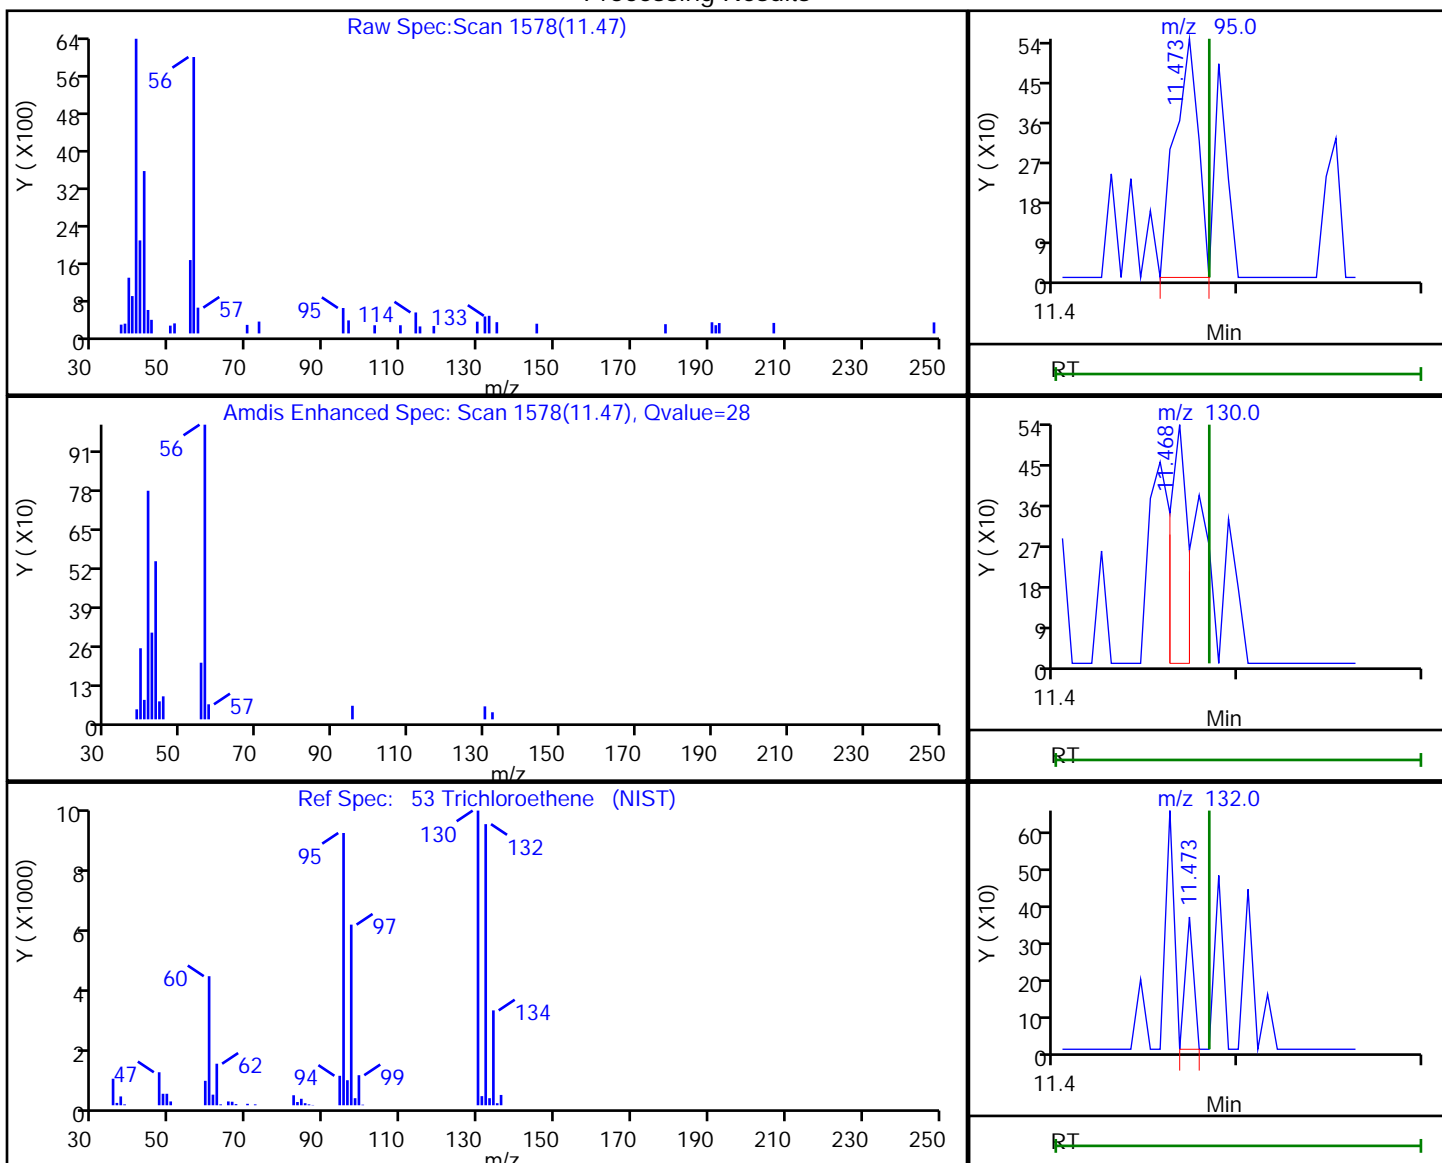 Processing Results
Raw Spec:Scan 1578(11.47)
Y ( X100)
64
56
48
40
32
24
16
8
0
56
57
95
114
133
30 50 70 90 110 130 150 170 190 210 230 250
m/z
m/z 95.0
Y ( X10)
54
45
36
27
18
9
0
11.473
11.4
Min
RT
Amdis Enhanced Spec: Scan 1578(11.47), Qvalue=28
Y ( X10)
91
78
65
52
39
26
13
0
56
57
30 50 70 90 110 130 150 170 190 210 230 250
m/z
m/z 130.0
Y ( X10)
54
45
36
27
18
9
0
11.468
11.4
Min
RT
Ref Spec: 53 Trichloroethene (NIST)
Y ( X1000)
10
8
6
4
2
0
47
60
62
94
95
97
99
130
132
134
30 50 70 90 110 130 150 170 190 210 230 250
m/z
m/z 132.0
Y ( X10)
60
50
40
30
20
10
0
11.473
11.4
Min
RT